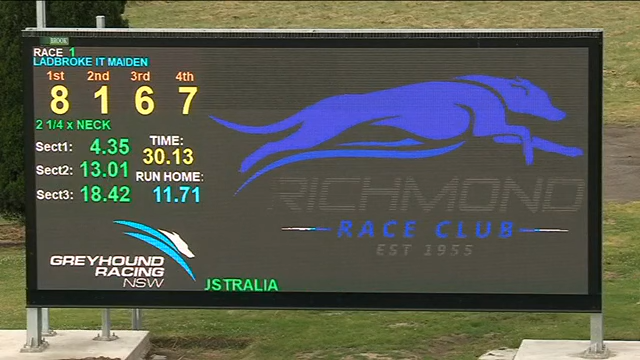 BROOK
RACE 1
LADBROKE IT MAIDEN
1st 2nd 3rd 4th
8 1 6 7
2 1/4 x NECK
Sect1: 4.35
Sect2: 13.01
Sect3: 18.42
TIME:
30.13
RUN HOME:
11.71
RICHMOND
RACE CLUB
EST 1955
GREYHOUND
RACING
NSW
USTRALIA